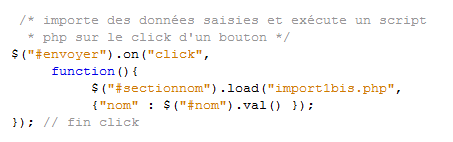 /* importe des données saisies et exécute un script
* php sur le click d'un bouton */
$("#envoyer").on("click",
function(){
$("#sectionnom").load("import1bis.php",
{"nom" : $("#nom").val() });
}); // fin click